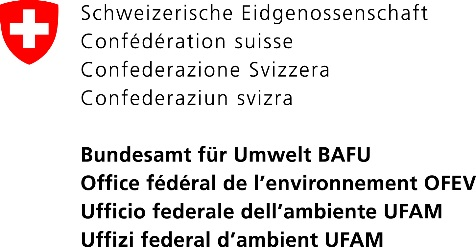 Schweizerische Eidgenossenschaft
Confédération suisse
Confederazione Svizzera
Confederaziun svizra
Bundesamt für Umwelt BAFU
Office fédéral de l'environnement OFEV
Ufficio federale dell'ambiente UFAM
Uffizi federal d'ambient UFAM